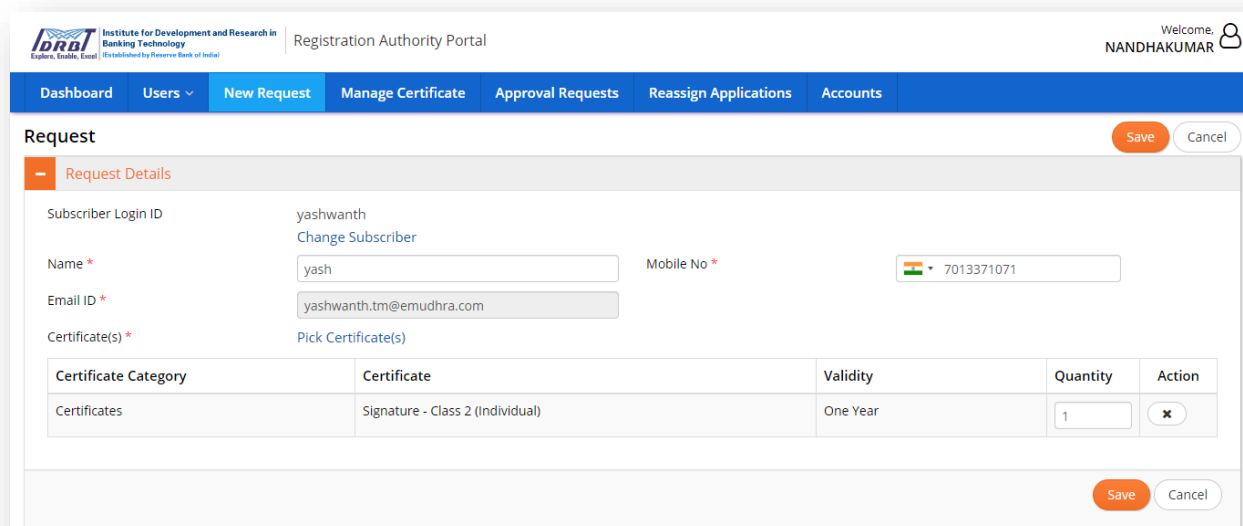 IDRBT
Explore, Enable, Excel
Institute for Development and Research in
Banking Technology
(Established by Reserve Bank of India)
Registration Authority Portal
Welcome,
NANDHAKUMAR
Dashboard Users New Request Manage Certificate Approval Requests Reassign Applications Accounts
Request Save Cancel
Request Details
Subscriber Login ID yashwanth
Change Subscriber
Name * yash Mobile No * 7013371071
Email ID * yashwanth.tm@emudhra.com
Certificate(s) * Pick Certificate(s)
Certificate Category Certificate Validity Quantity Action
Certificates Signature - Class 2 (Individual) One Year 1
Save Cancel